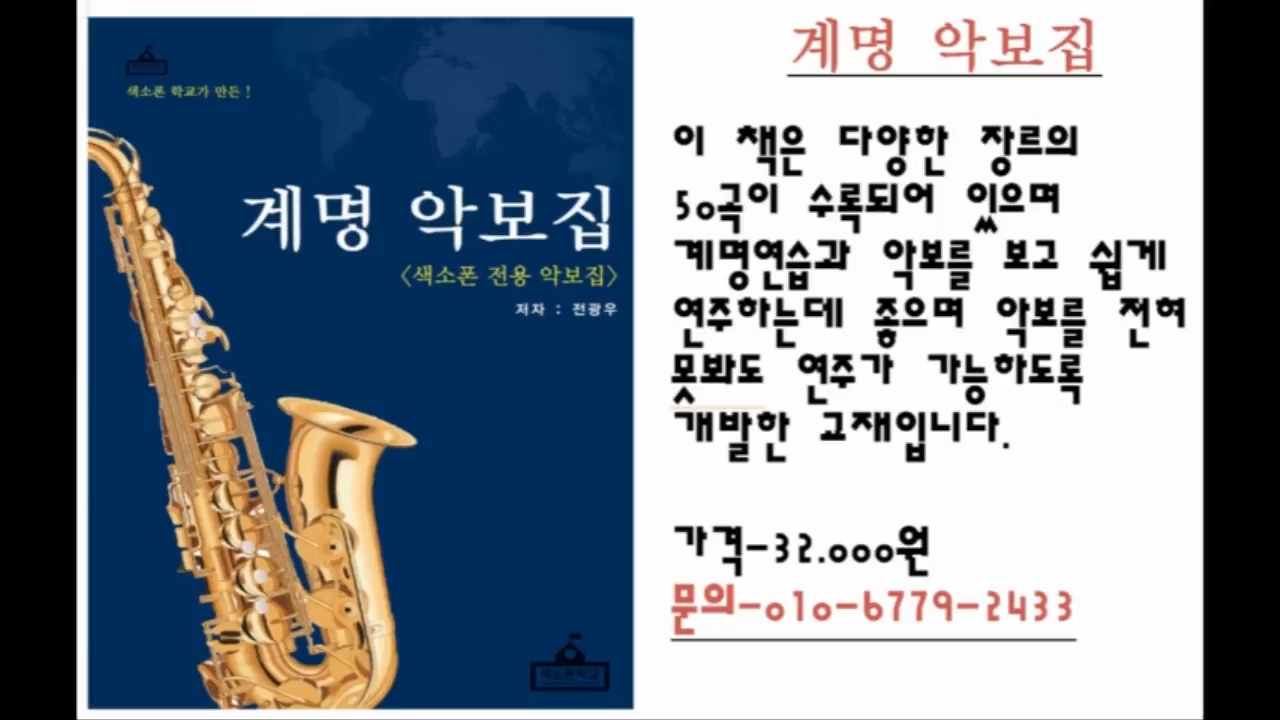 색소폰 학교가 만든 !
계명 악보집
<색소폰 전용 악보집>
저자 : 전광우
색소폰학교
계명 악보집
이 책은 다양한 장르의
50곡이 수록되어 있으며
계명연습과 악보를 보고 쉽게
연주하는데 좋으며 악보를 전혀
못봐도 연주가 가능하도록
개발한 교재입니다.
가격-32.000원
문의-010-6779-2433